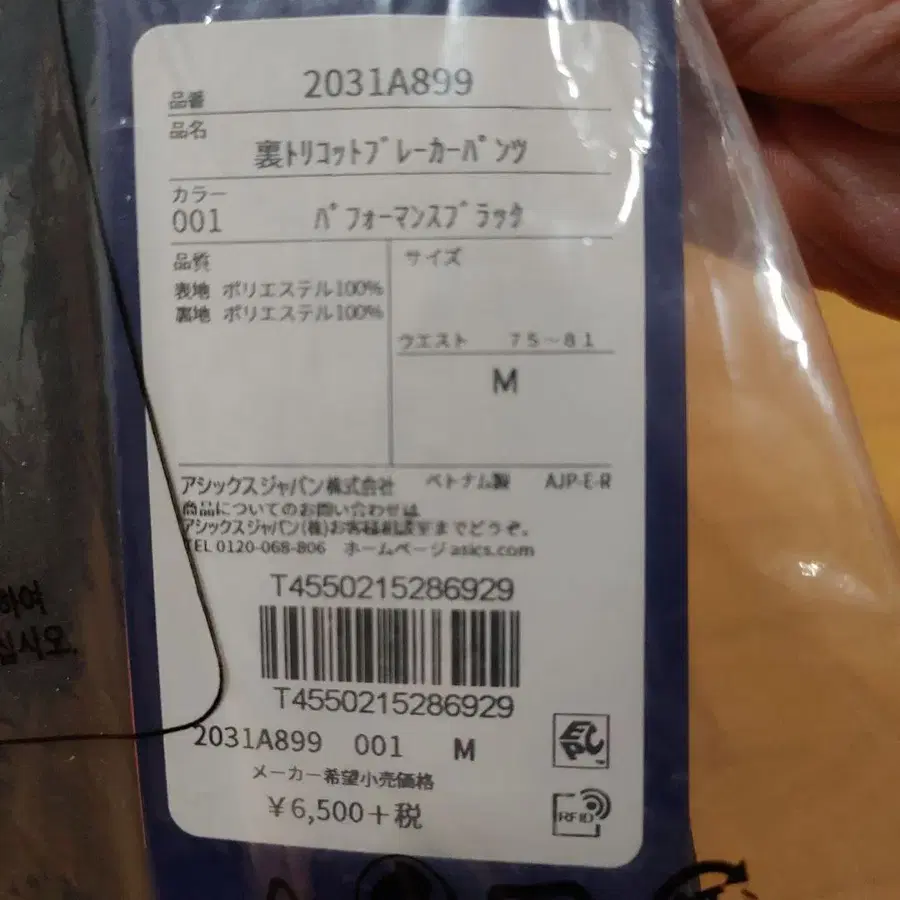 品番 2031A899
品名
裏トリコットブレーカーパンツ
カラー
001 パフォーマンスブラック
品質
表地 ポリエステル100%
裏地 ポリエステル100%
サイズ
ウエスト 75~81
M
アシックスジャパン株式会社 ベトナム製 AJP-E-R
商品についてのお問い合わせは
アシックスジャパン(株)お客様相談室までどうぞ。
TEL 0120-068-806 ホームページ asics.com
T4550215286929
T4550215286929
2031A899 001 M
メーカー希望小売価格
¥6,500+税
EPC
RFID
하여
십시오.